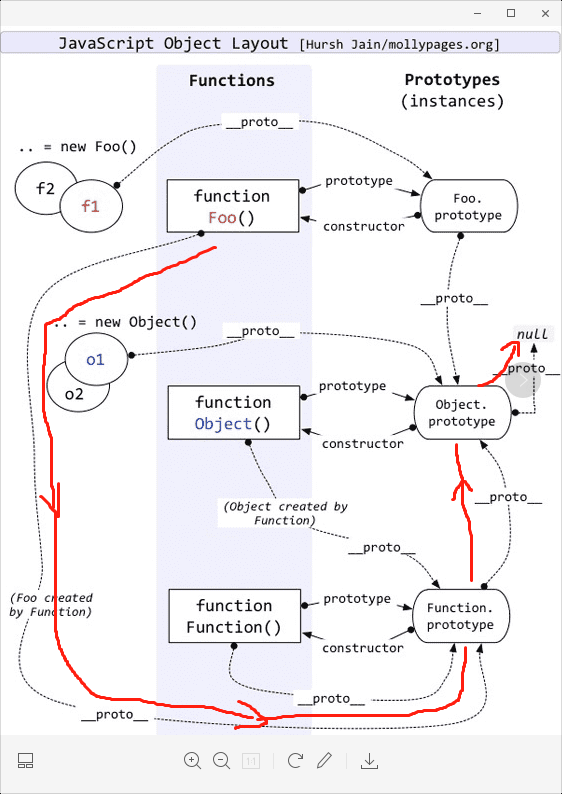 JavaScript Object Layout [Hursh Jain/mollypages.org]
Functions
Prototypes
(instances)
__proto__
.. = new Foo()
f2
f1
function
Foo()
prototype
constructor
Foo.
prototype
__proto__
.. = new Object()
__proto__
null
__proto__
o1
o2
function
Object()
prototype
constructor
Object.
prototype
(Object created by
Function)
__proto__
__proto__
(Foo created
by Function)
function
Function()
prototype
constructor
Function.
prototype
__proto__
__proto__
1:1